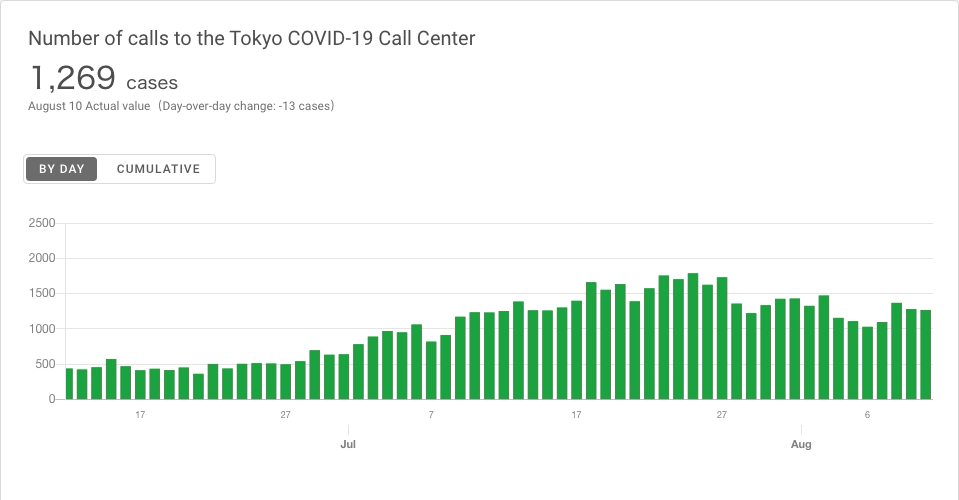 Number of calls to the Tokyo COVID-19 Call Center
1,269 cases
August 10 Actual value（Day-over-day change: -13 cases）
BY DAY CUMULATIVE
2500
2000
1500
1000
500
0
17 27 7 17 27 6
Jul Aug